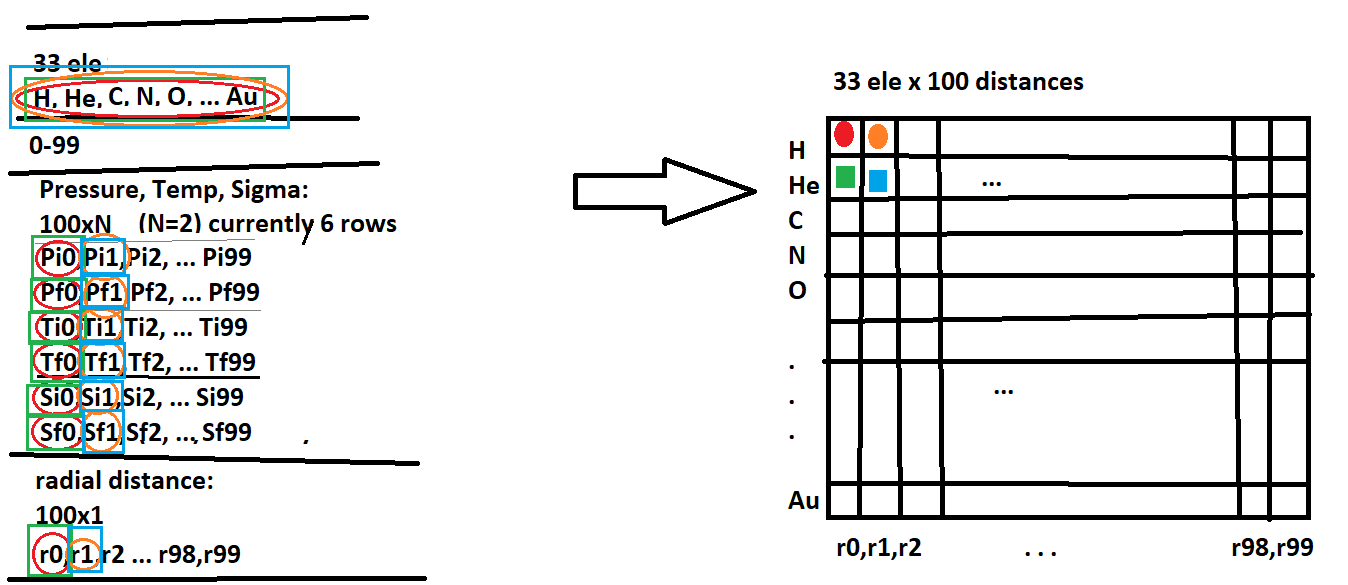 33 ele
H, He, C, N, O, ... Au
0-99
Pressure, Temp, Sigma:
100xN (N=2) currently 6 rows
Pi0, Pi1, Pi2, ... Pi99
Pf0, Pf1, Pf2, ... Pf99
Ti0, Ti1, Ti2, ... Ti99
Tf0, Tf1, Tf2, ... Tf99
Si0, Si1, Si2, ... Si99
Sf0, Sf1, Sf2, ... Sf99
radial distance:
100x1
r0,r1,r2 ... r98,r99
33 ele x 100 distances
H
He ...
C
N
O
.
. ...
.
Au
r0,r1,r2 . . . r98,r99